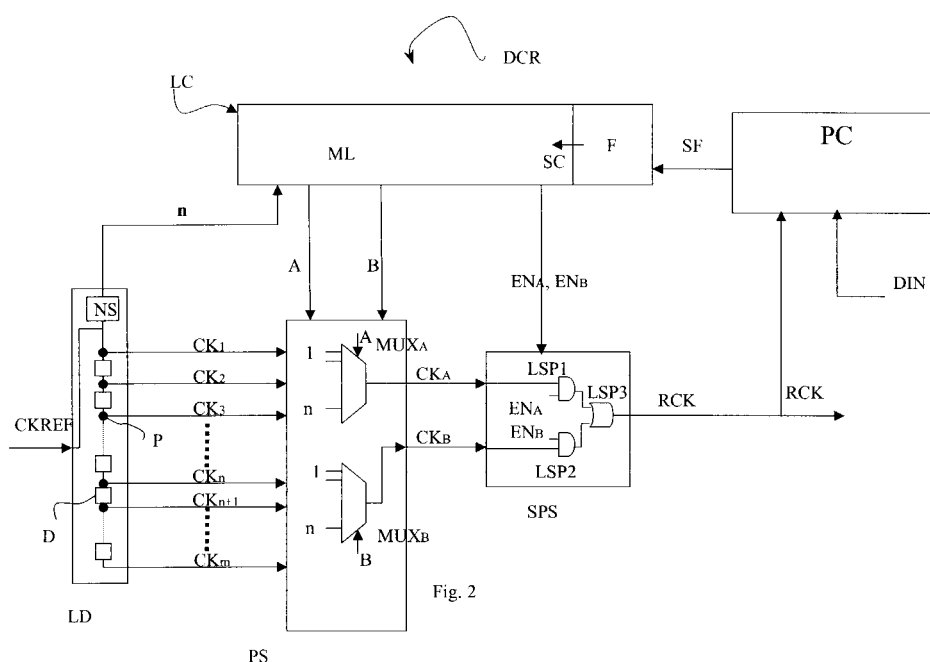 DCR
LC
PC
ML
F
SC
SF
n
A
B
ENA, ENB
DIN
NS
CK1
1
A
MUXA
LSP1
LSP3
CK2
CKA
RCK
RCK
CK3
n
ENA
CKREF
P
CKB
ENB
CKn
1
LSP2
CKn+1
D
n
MUXB
SPS
CKm
B
Fig. 2
LD
PS